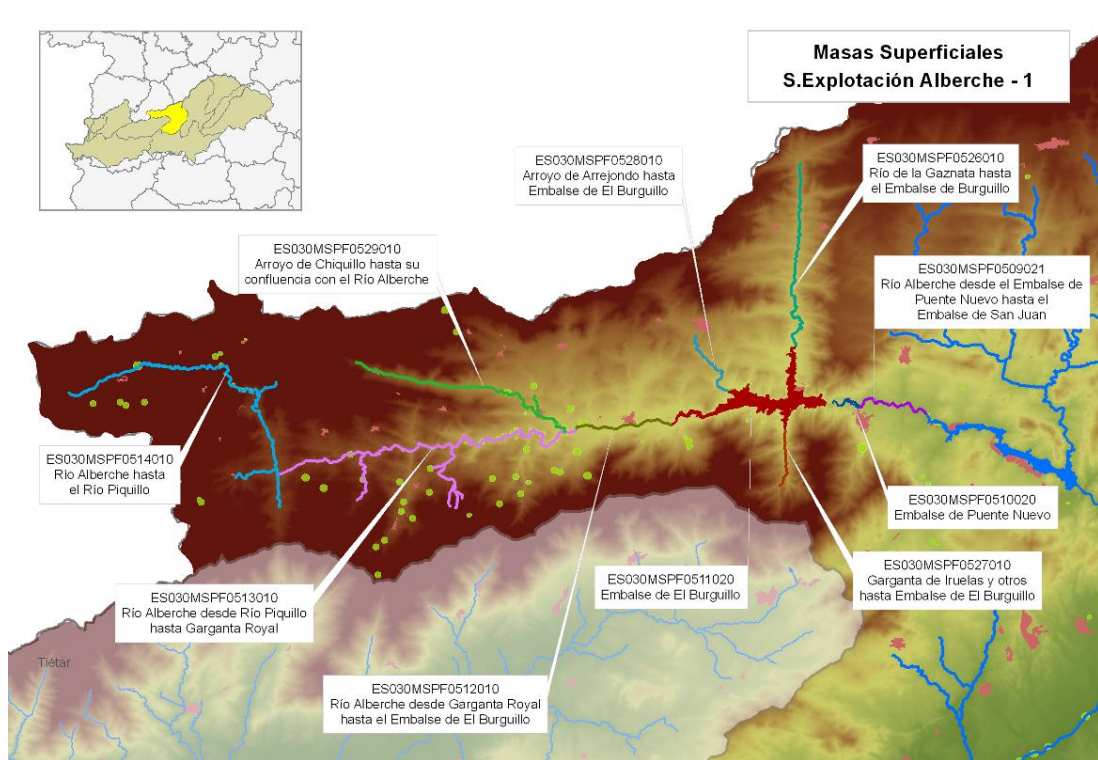 Masas Superficiales
S.Explotación Alberche - 1
ES030MSPF0528010
Arroyo de Arrejondo hasta
Embalse de El Burguillo
ES030MSPF0526010
Río de la Gaznata hasta
el Embalse de Burguillo
ES030MSPF0529010
Arroyo de Chiquillo hasta su
confluencia con el Río Alberche
ES030MSPF0509021
Río Alberche desde el Embalse de
Puente Nuevo hasta el
Embalse de San Juan
ES030MSPF0514010
Río Alberche hasta
el Río Piquillo
ES030MSPF0510020
Embalse de Puente Nuevo
ES030MSPF0513010
Río Alberche desde Río Piquillo
hasta Garganta Royal
ES030MSPF0511020
Embalse de El Burguillo
ES030MSPF0527010
Garganta de Iruelas y otros
hasta Embalse de El Burguillo
Tiétar
ES030MSPF0512010
Río Alberche desde Garganta Royal
hasta el Embalse de El Burguillo